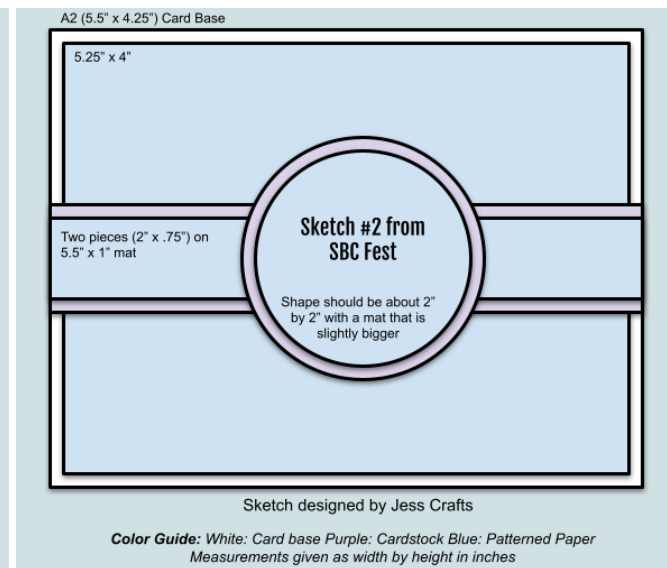 A2 (5.5” x 4.25”) Card Base
5.25” x 4”
Two pieces (2” x .75”) on
5.5” x 1” mat
Sketch #2 from
SBC Fest
Shape should be about 2”
by 2” with a mat that is
slightly bigger
Sketch designed by Jess Crafts
Color Guide: White: Card base Purple: Cardstock Blue: Patterned Paper
Measurements given as width by height in inches